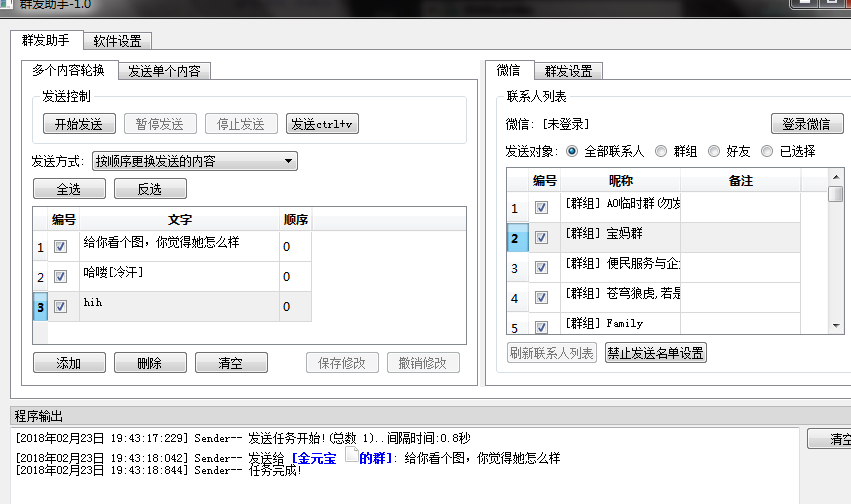 群发助手-1.0
群发助手 软件设置
多个内容轮换 发送单个内容
发送控制
开始发送 暂停发送 停止发送 发送ctrl+v
发送方式: 按顺序更换发送的内容
全选 反选
编号 文字 顺序
1 给你看个图，你觉得她怎么样 0
2 哈喽[冷汗] 0
3 hih 0
添加 删除 清空 保存修改 撤销修改
微信 群发设置
联系人列表
微信: [未登录] 登录微信
发送对象: 全部联系人 群组 好友 已选择
编号 昵称 备注
1 [群组] AO临时群(勿发
2 [群组] 宝妈群
3 [群组] 便民服务与企
4 [群组] 苍穹狼虎,若是
5 [群组] Family
刷新联系人列表 禁止发送名单设置
程序输出
[2018年02月23日 19:43:17:229] Sender-- 发送任务开始!(总数 1)..间隔时间:0.8秒
[2018年02月23日 19:43:18:042] Sender-- 发送给 [金元宝 的群]: 给你看个图，你觉得她怎么样
[2018年02月23日 19:43:18:844] Sender-- 任务完成!
清空